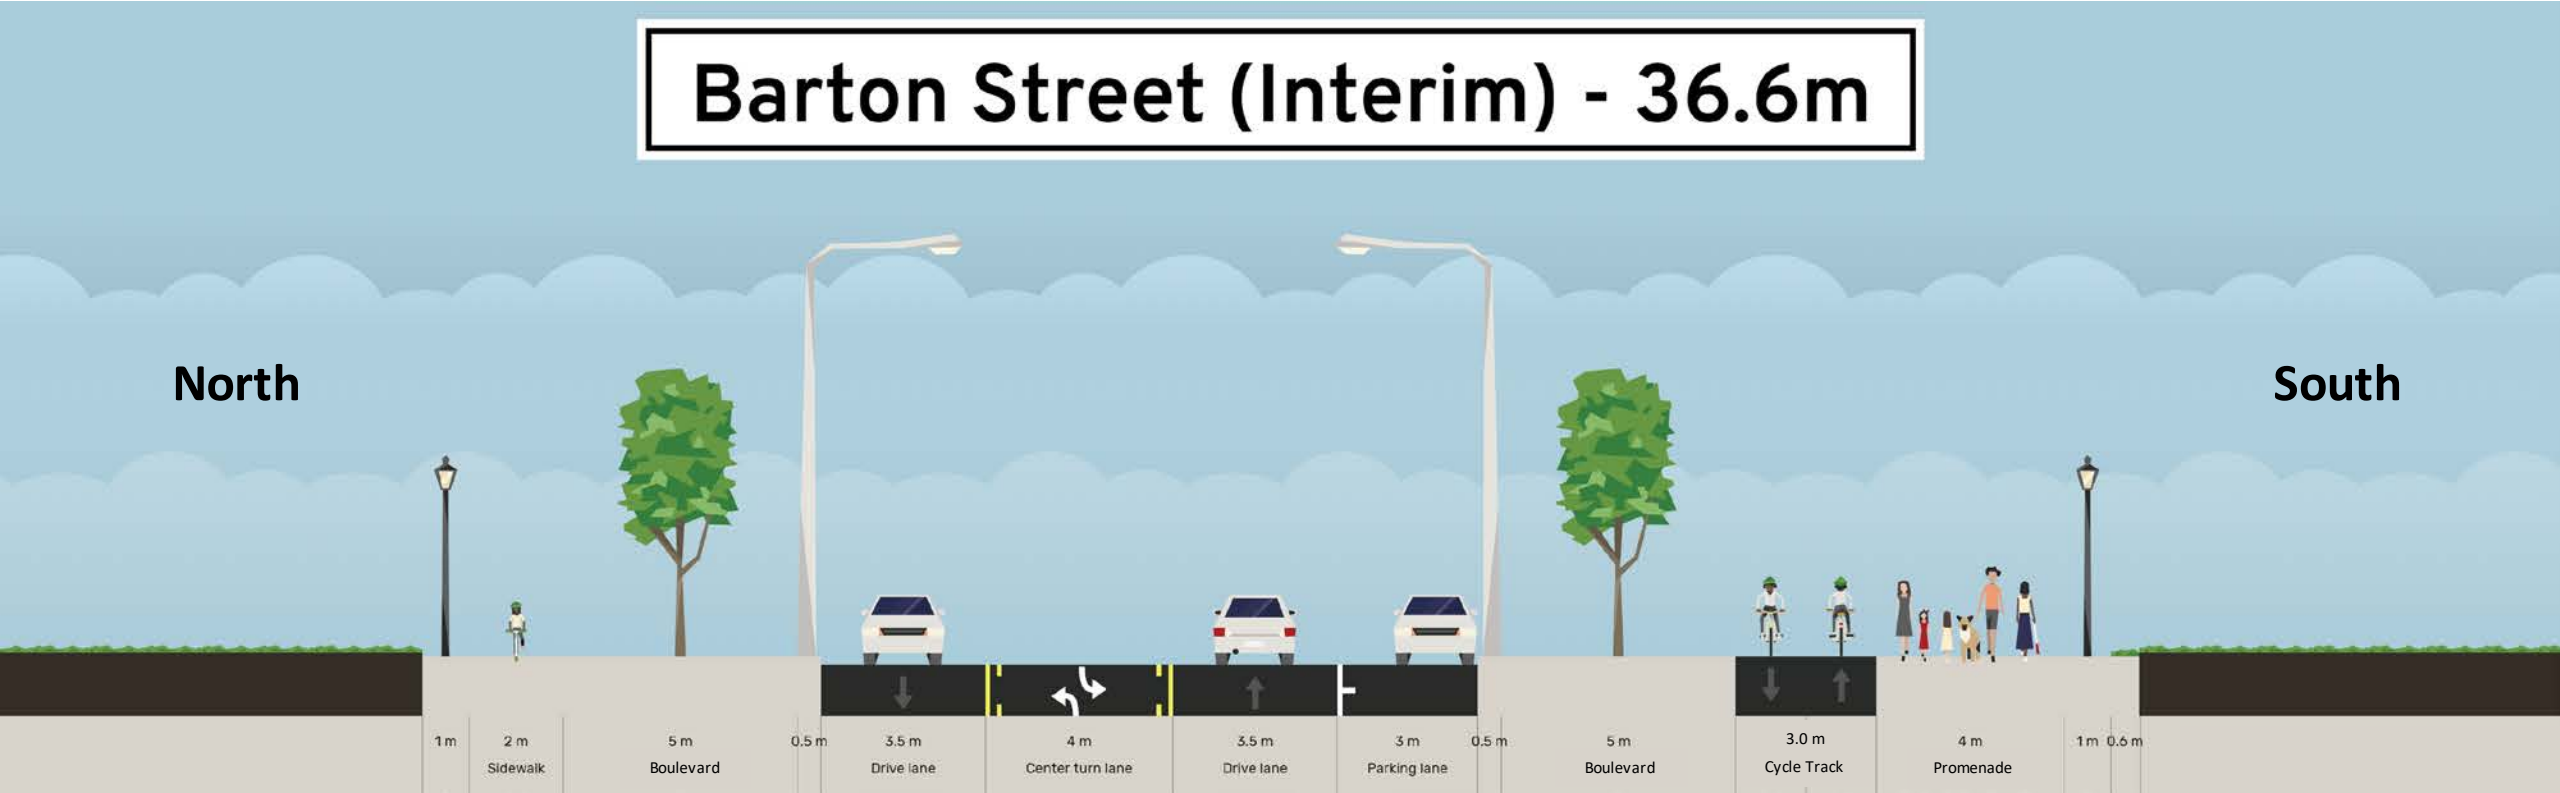 Barton Street (Interim) - 36.6m
North
South
1 m
2 m
5 m
0.5 m
3.5 m
4 m
3.5 m
3 m
0.5 m
5 m
3.0 m
4 m
1 m
0.6 m
Sidewalk
Boulevard
Drive lane
Center turn lane
Drive lane
Parking lane
Boulevard
Cycle Track
Promenade